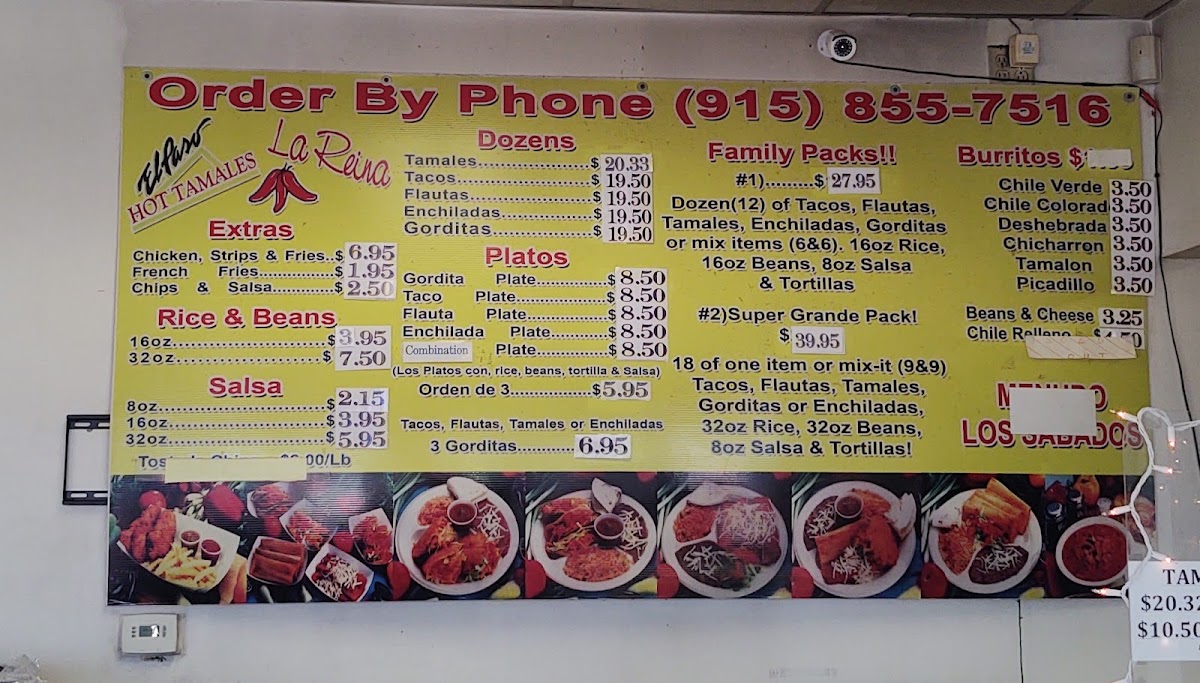 Order By Phone (915) 855-7516
El Paso
HOT TAMALES
La Reina
Extras
Chicken, Strips & Fries..$ 6.95
French Fries............$ 1.95
Chips & Salsa............$ 2.50
Rice & Beans
16oz........................$ 3.95
32oz........................$ 7.50
Salsa
8oz........................$ 2.15
16oz........................$ 3.95
32oz........................$ 5.95
/Lb
Dozens
Tamales..................$ 20.33
Tacos.....................$ 19.50
Flautas...................$ 19.50
Enchiladas...............$ 19.50
Gorditas..................$ 19.50
Platos
Gordita Plate.............$ 8.50
Taco Plate.............$ 8.50
Flauta Plate.............$ 8.50
Enchilada Plate.............$ 8.50
Combination Plate.............$ 8.50
(Los Platos con, rice, beans, tortilla & Salsa)
Orden de 3...............$5.95
Tacos, Flautas, Tamales or Enchiladas
3 Gorditas............6.95
Family Packs!!
#1).........$ 27.95
Dozen(12) of Tacos, Flautas,
Tamales, Enchiladas, Gorditas
or mix items (6&6). 16oz Rice,
16oz Beans, 8oz Salsa
& Tortillas
#2)Super Grande Pack!
$ 39.95
18 of one item or mix-it (9&9)
Tacos, Flautas, Tamales,
Gorditas or Enchiladas,
32oz Rice, 32oz Beans,
8oz Salsa & Tortillas!
Burritos $
Chile Verde 3.50
Chile Colorad 3.50
Deshebrada 3.50
Chicharron 3.50
Tamalon 3.50
Picadillo 3.50
Beans & Cheese 3.25
Chile Relleno
MENUDO
LOS SABADOS
TAM
$20.32
$10.50